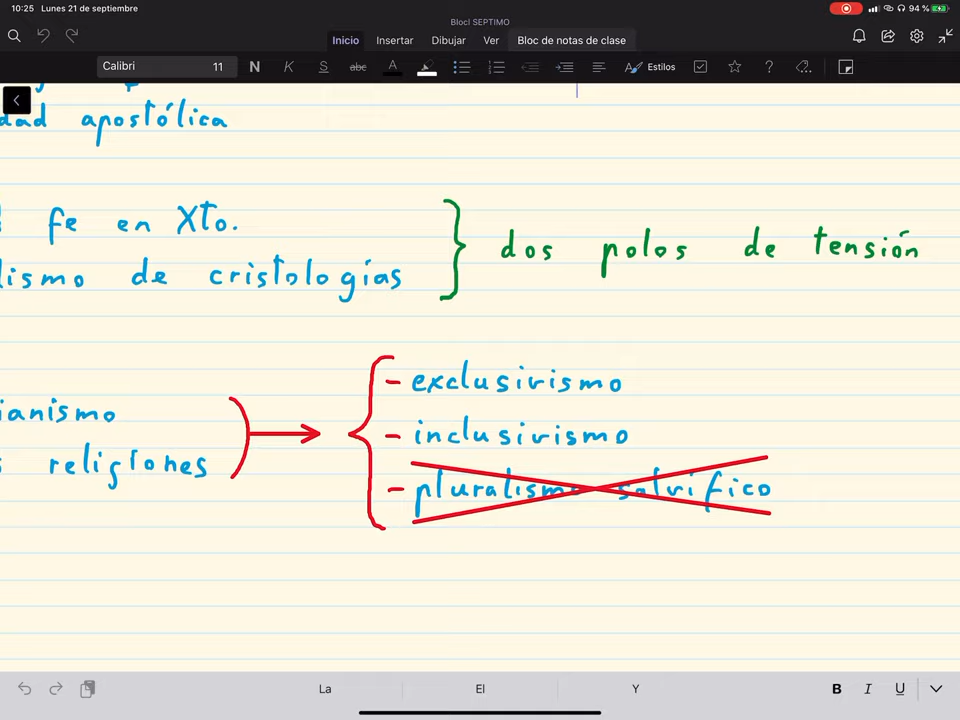 10:25 Lunes 21 de septiembre
94 %
Blocl SEPTIMO
Inicio Insertar Dibujar Ver Bloc de notas de clase
Calibri 11 N K S abc A Estilos ?
dad apostólica
fe en Xto.
lismo de cristologías
dos polos de tensión
ianismo
s religiones
- exclusivismo
- inclusivismo
- pluralismo salvífico
La El Y B I U